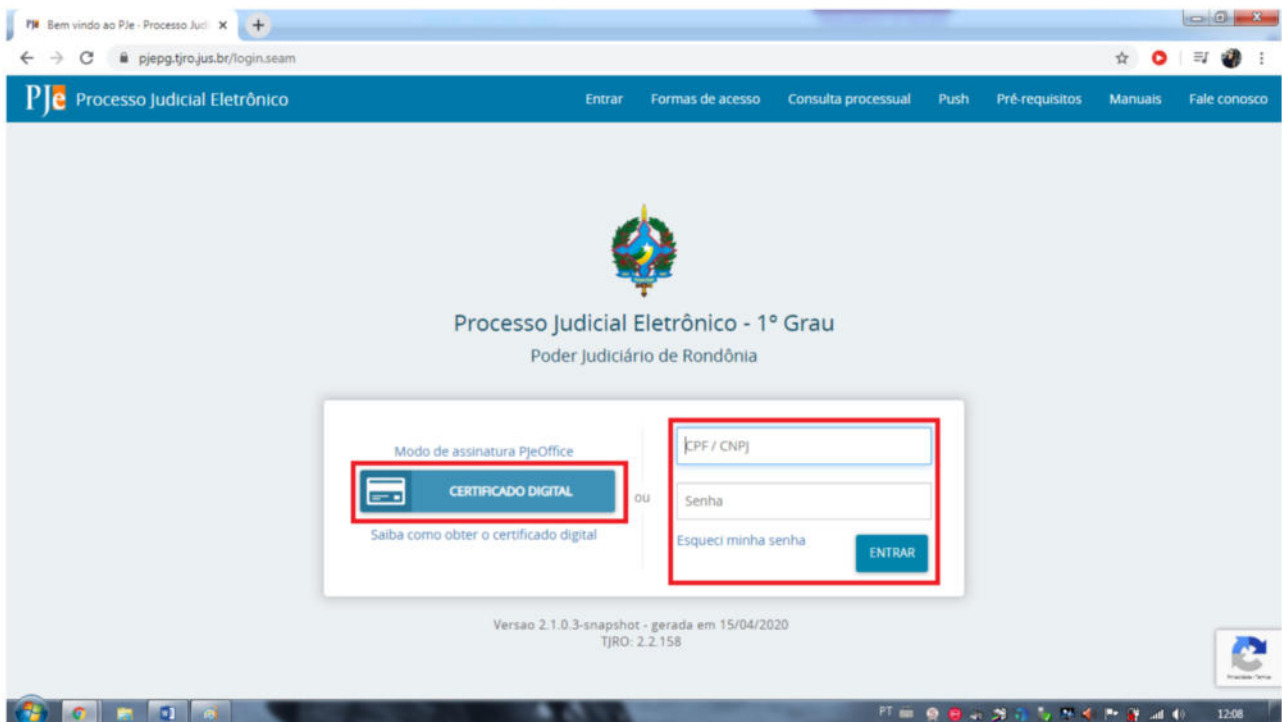 PJe Bem vindo ao PJe - Processo Judi
pjepg.tjro.jus.br/login.seam
PJe Processo Judicial Eletrônico
Entrar Formas de acesso Consulta processual Push Pré-requisitos Manuais Fale conosco
Processo Judicial Eletrônico - 1º Grau
Poder Judiciário de Rondônia
Modo de assinatura PJeOffice
CERTIFICADO DIGITAL
Saiba como obter o certificado digital
ou
CPF / CNPJ
Senha
Esqueci minha senha
ENTRAR
Versao 2.1.0.3-snapshot - gerada em 15/04/2020
TJRO: 2.2.158
PT
12:08